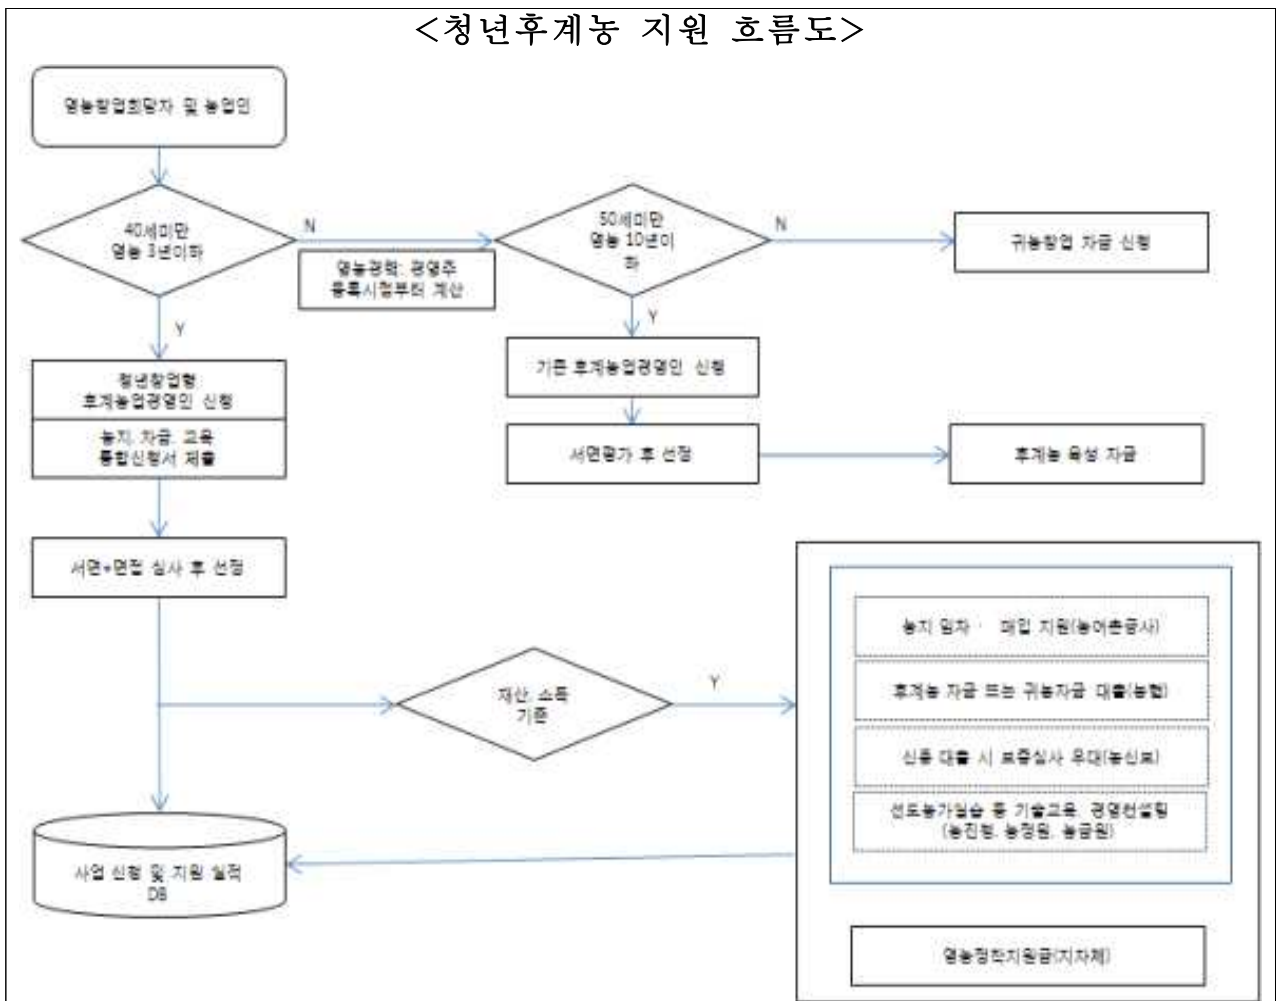 <청년후계농 지원 흐름도>
영농창업희망자 및 농업인
40세미만
영농 3년이하
N
영농경력: 경영주
등록시점부터 계산
50세미만
영농 10년이
하
N
귀농창업 자금 신청
Y
청년창업형
후계농업경영인 신청
농지, 자금, 교육
통합신청서 제출
Y
기존 후계농업경영인 신청
서면평가 후 선정
후계농 육성 자금
서면+면접 심사 후 선정
재산, 소득
기준
Y
농지 임차 · 매입 지원(농어촌공사)
후계농 자금 또는 귀농자금 대출(농협)
신용 대출 시 보증심사 우대(농신보)
선도농가실습 등 기술교육, 경영컨설팅
(농진청, 농정원, 농금원)
영농정착지원금(지자체)
사업 신청 및 지원 실적
DB